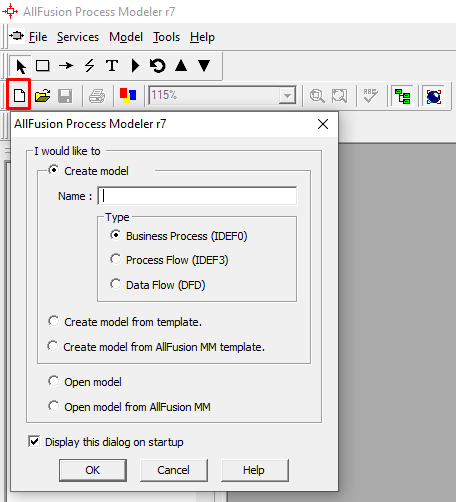 AllFusion Process Modeler r7
File Services Model Tools Help
T
115%
ABC
AllFusion Process Modeler r7
I would like to
Create model
Name :
Type
Business Process (IDEF0)
Process Flow (IDEF3)
Data Flow (DFD)
Create model from template.
Create model from AllFusion MM template.
Open model
Open model from AllFusion MM
Display this dialog on startup
OK Cancel Help